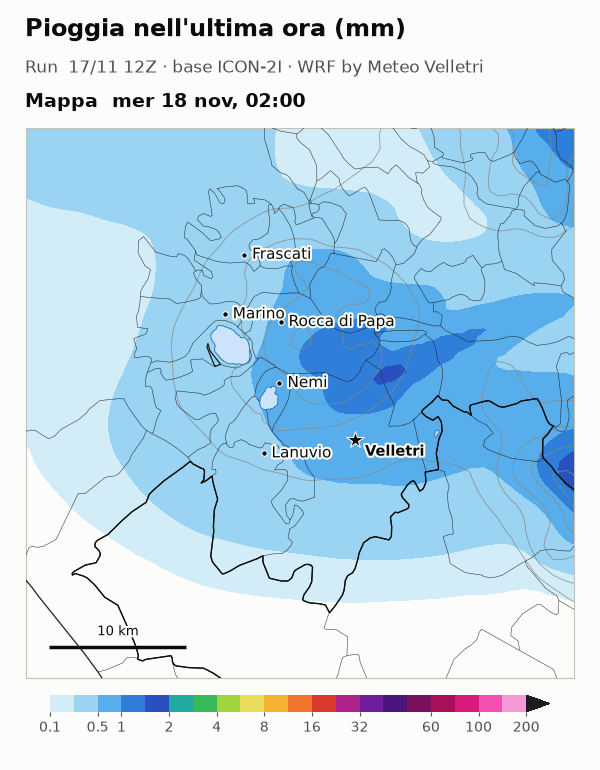 Pioggia nell'ultima ora (mm)
Run  17/11 12Z · base ICON-2I · WRF by Meteo Velletri
Mappa  mer 18 nov, 02:00
Frascati
Marino
Rocca di Papa
Nemi
Velletri
Lanuvio
10 km
0.1 0.5 1 2 4 8 16 32 60 100 200